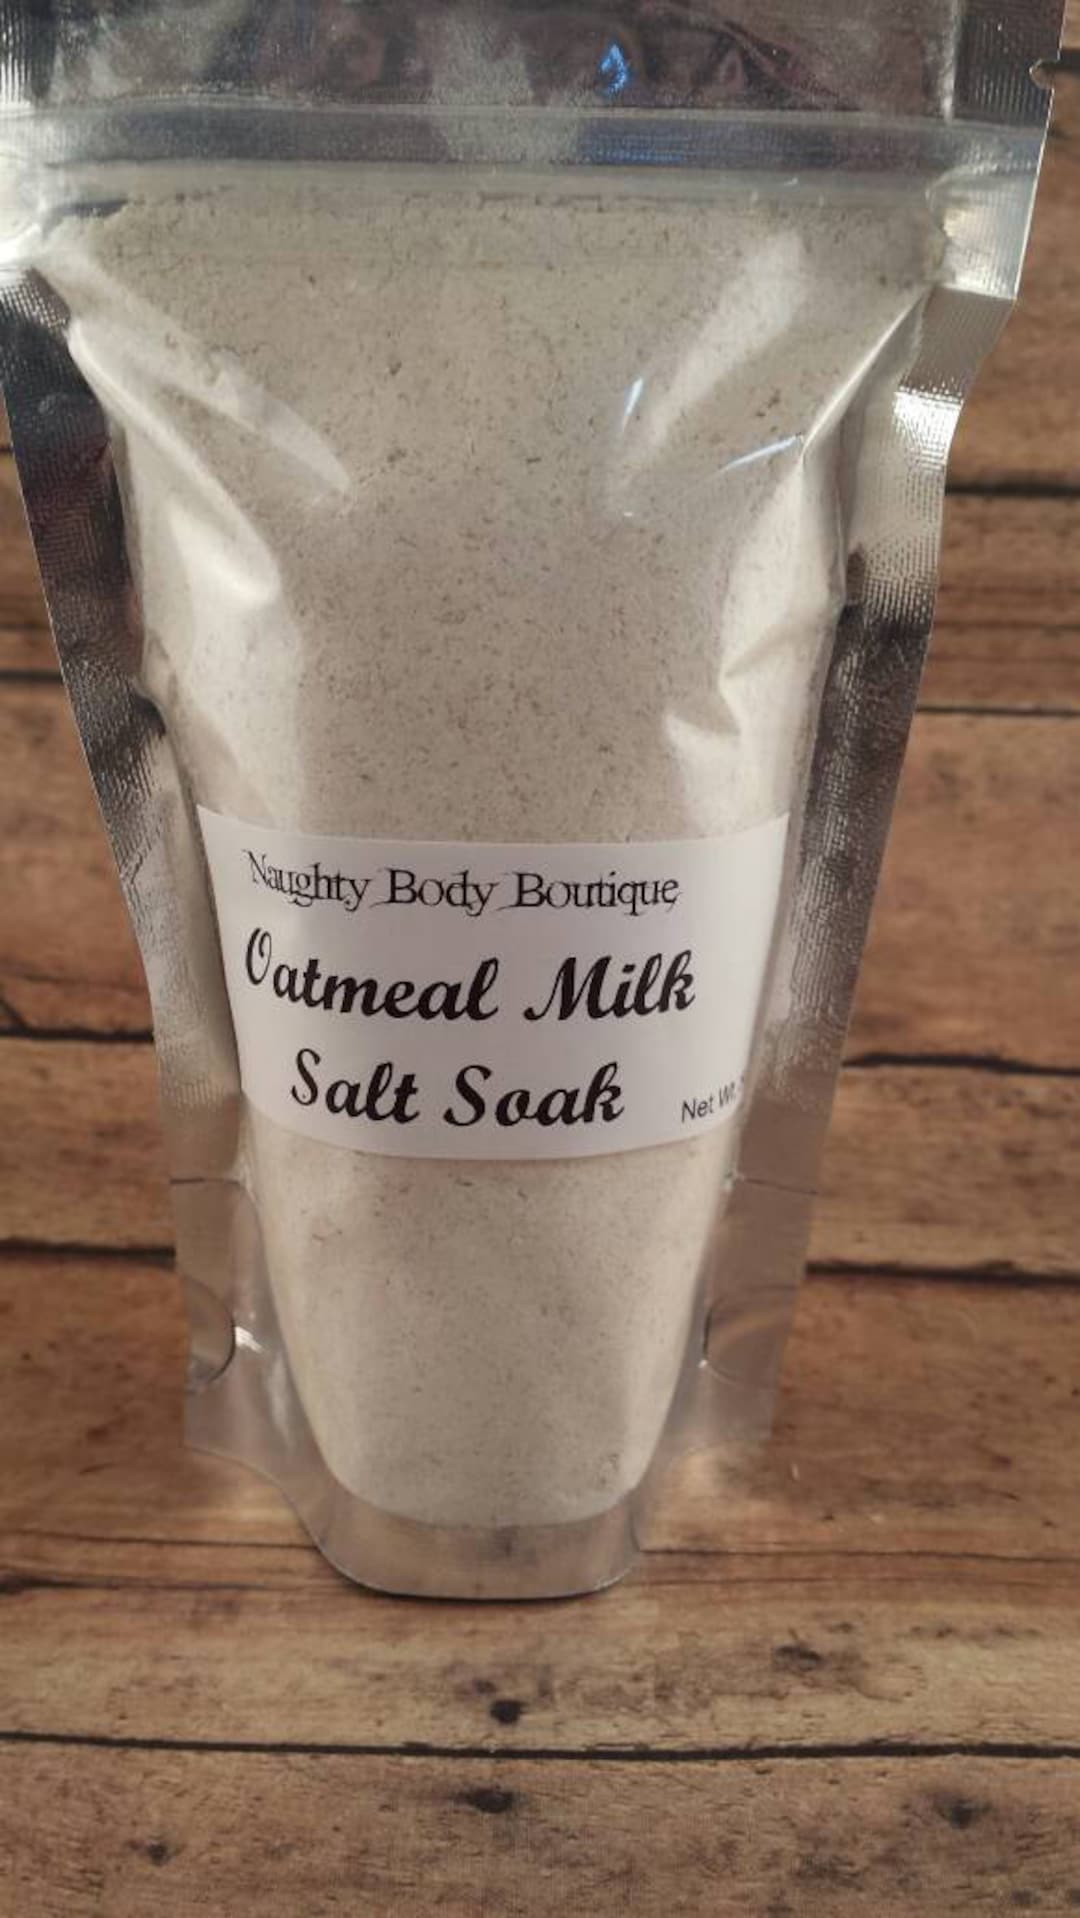 Naughty Body Boutique
Oatmeal Milk
Salt Soak
Net Wt.